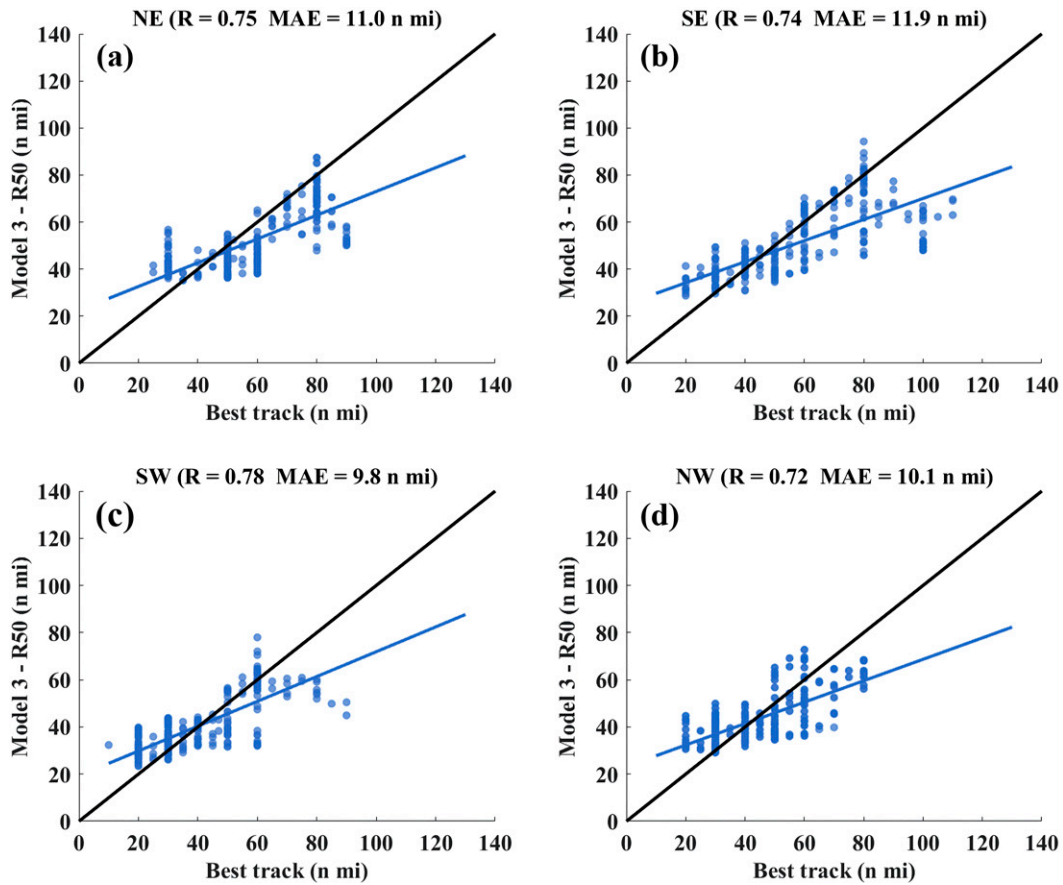 NE (R = 0.75 MAE = 11.0 n mi)
(a)
140
120
100
80
60
40
20
0
Model 3 - R50 (n mi)
0 20 40 60 80 100 120 140
Best track (n mi)
SE (R = 0.74 MAE = 11.9 n mi)
(b)
140
120
100
80
60
40
20
0
Model 3 - R50 (n mi)
0 20 40 60 80 100 120 140
Best track (n mi)
SW (R = 0.78 MAE = 9.8 n mi)
(c)
140
120
100
80
60
40
20
0
Model 3 - R50 (n mi)
0 20 40 60 80 100 120 140
Best track (n mi)
NW (R = 0.72 MAE = 10.1 n mi)
(d)
140
120
100
80
60
40
20
0
Model 3 - R50 (n mi)
0 20 40 60 80 100 120 140
Best track (n mi)